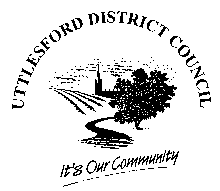 UTTLESFORD DISTRICT COUNCIL
It's Our Community